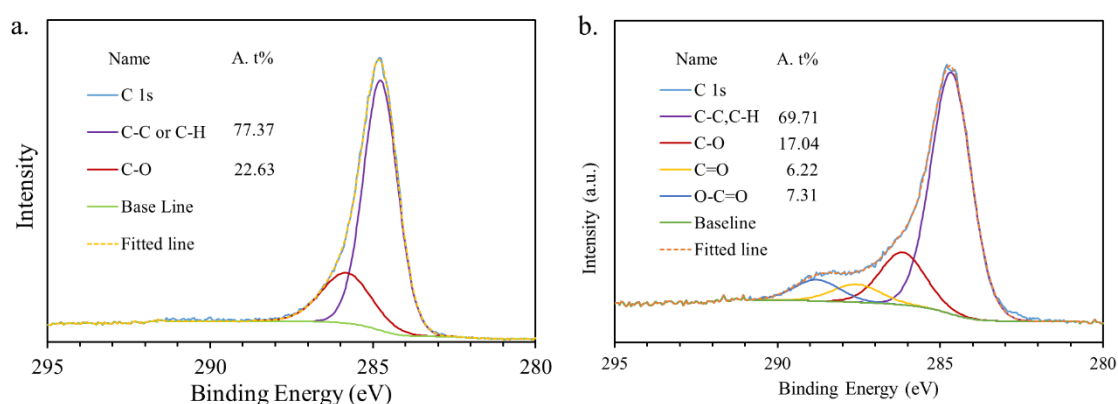 a.
Name A. t%
C 1s
C-C or C-H 77.37
C-O 22.63
Base Line
Fitted line
Intensity
295 290 285 280
Binding Energy (eV)
b.
Name A. t%
C 1s
C-C,C-H 69.71
C-O 17.04
C=O 6.22
O-C=O 7.31
Baseline
Fitted line
Intensity (a.u.)
295 290 285 280
Binding Energy (eV)